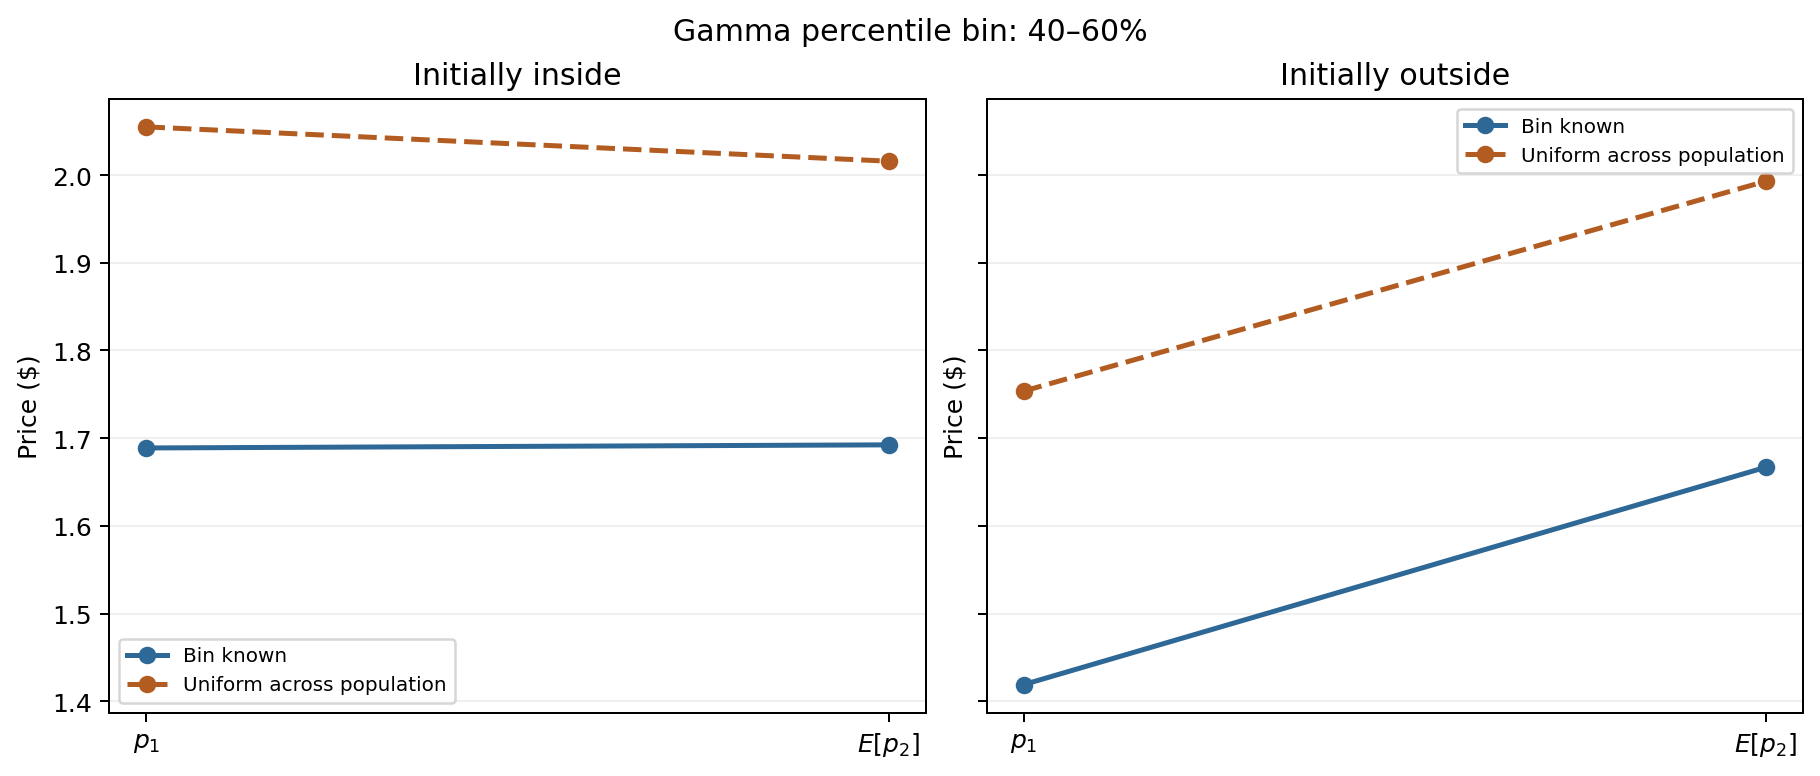 Gamma percentile bin: 40–60%
Initially inside
Price ($)
2.0
1.9
1.8
1.7
1.6
1.5
1.4
Bin known
Uniform across population
p₁
E[p₂]
Initially outside
Price ($)
Bin known
Uniform across population
p₁
E[p₂]